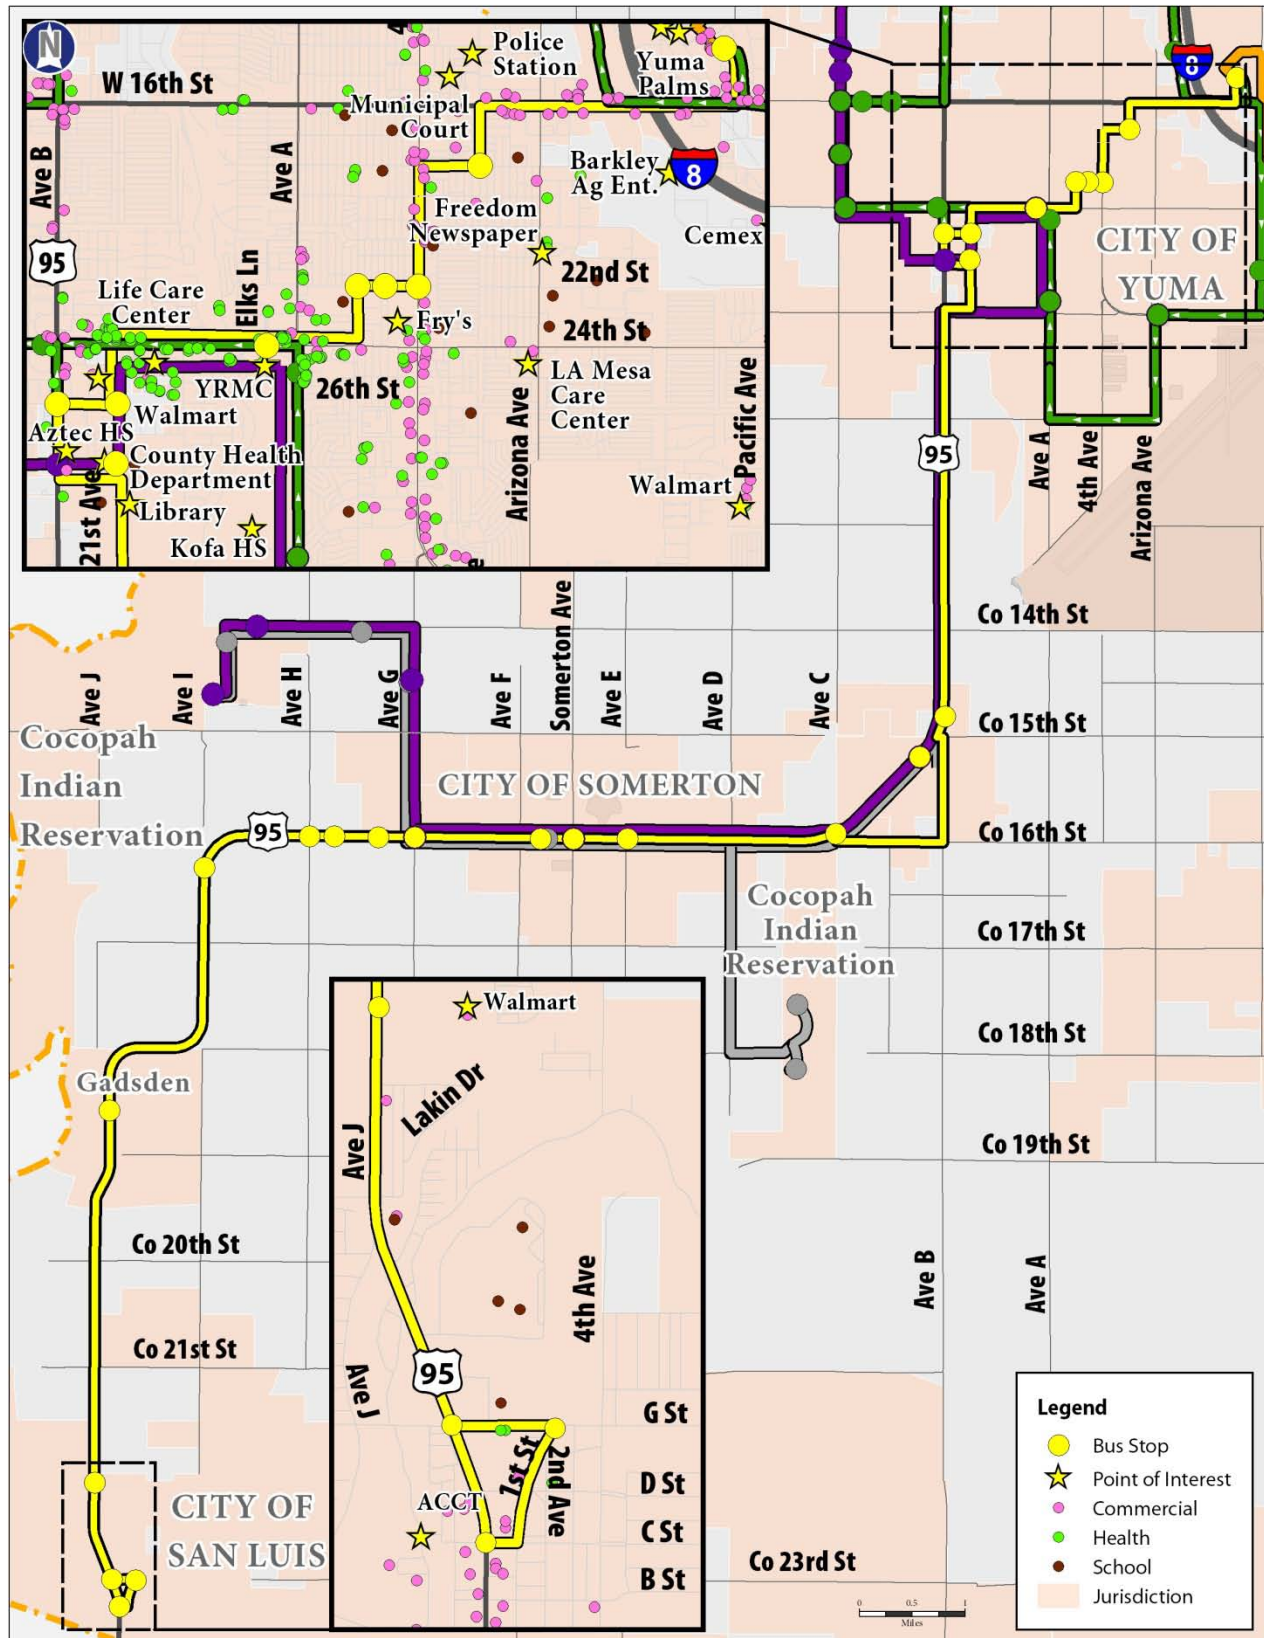 N
W 16th St
Police
Station
Yuma
Palms
Municipal
Court
Ave B
Ave A
Barkley
Ag Ent.
8
Freedom
Newspaper
Cemex
95
22nd St
Life Care
Center
Elks Ln
Fry's
24th St
YRMC
26th St
LA Mesa
Care
Center
Walmart
Aztec HS
County Health
Department
Arizona Ave
Pacific Ave
Walmart
21st Ave
Library
Kofa HS
8
CITY OF
YUMA
95
Ave A
4th Ave
Arizona Ave
Co 14th St
Ave J
Ave I
Ave H
Ave G
Ave F
Somerton Ave
Ave E
Ave D
Ave C
Co 15th St
Cocopah
Indian
Reservation
CITY OF SOMERTON
95
Co 16th St
Cocopah
Indian
Reservation
Co 17th St
Co 18th St
Gadsden
Co 19th St
Co 20th St
Co 21st St
Ave B
Ave A
Walmart
Lakin Dr
Ave J
4th Ave
95
Ave J
G St
1st St
2nd Ave
D St
ACCT
C St
B St
CITY OF
SAN LUIS
Co 23rd St
0 0.5 1
Miles
Legend
Bus Stop
Point of Interest
Commercial
Health
School
Jurisdiction